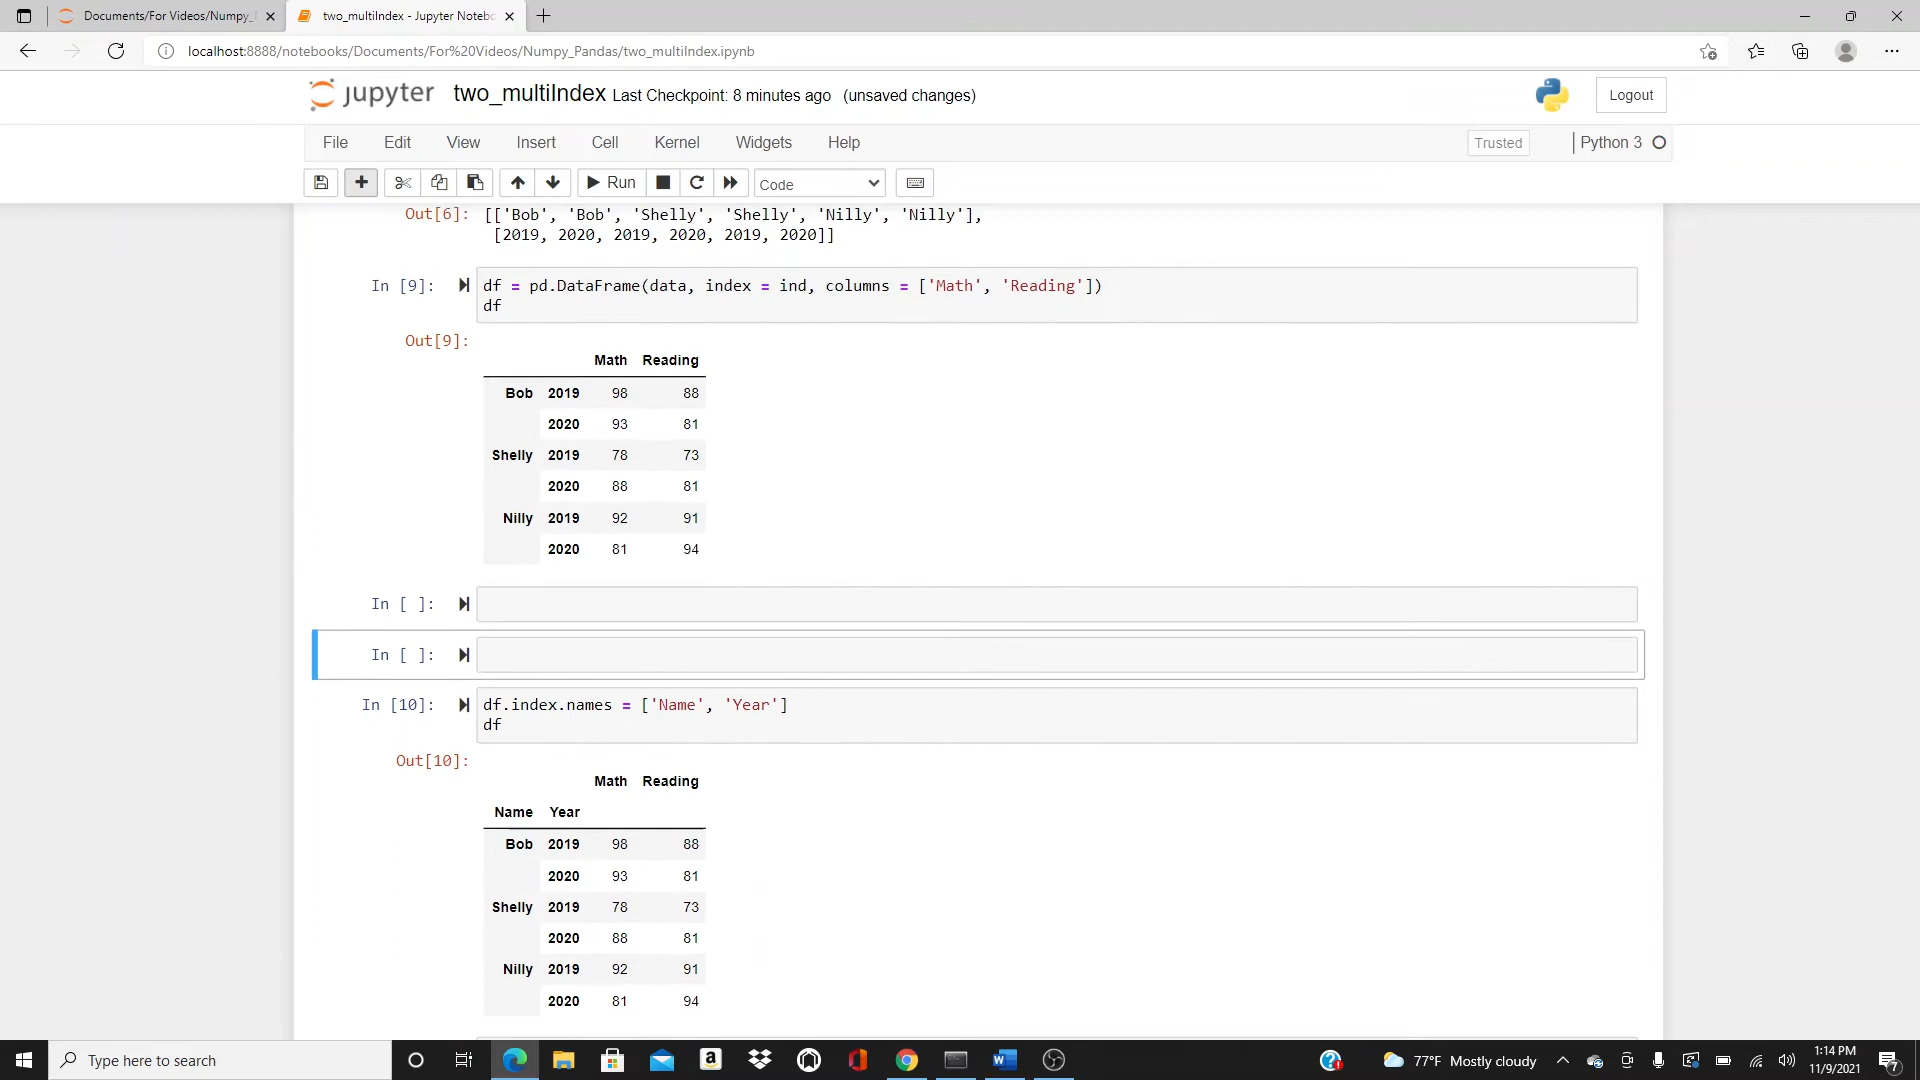 Documents/For Videos/Numpy_P
two_multiIndex - Jupyter Notebo
localhost:8888/notebooks/Documents/For%20Videos/Numpy_Pandas/two_multiIndex.ipynb
jupyter two_multiIndex Last Checkpoint: 8 minutes ago (unsaved changes)
Logout
File Edit View Insert Cell Kernel Widgets Help Trusted Python 3
Run Code
Out[6]: [['Bob', 'Bob', 'Shelly', 'Shelly', 'Nilly', 'Nilly'],
[2019, 2020, 2019, 2020, 2019, 2020]]
In [9]: df = pd.DataFrame(data, index = ind, columns = ['Math', 'Reading'])
df
Out[9]:
Math Reading
Bob 2019 98 88
2020 93 81
Shelly 2019 78 73
2020 88 81
Nilly 2019 92 91
2020 81 94
In [ ]:
In [ ]:
In [10]: df.index.names = ['Name', 'Year']
df
Out[10]:
Math Reading
Name Year
Bob 2019 98 88
2020 93 81
Shelly 2019 78 73
2020 88 81
Nilly 2019 92 91
2020 81 94
Type here to search
77°F Mostly cloudy
1:14 PM
11/9/2021
7